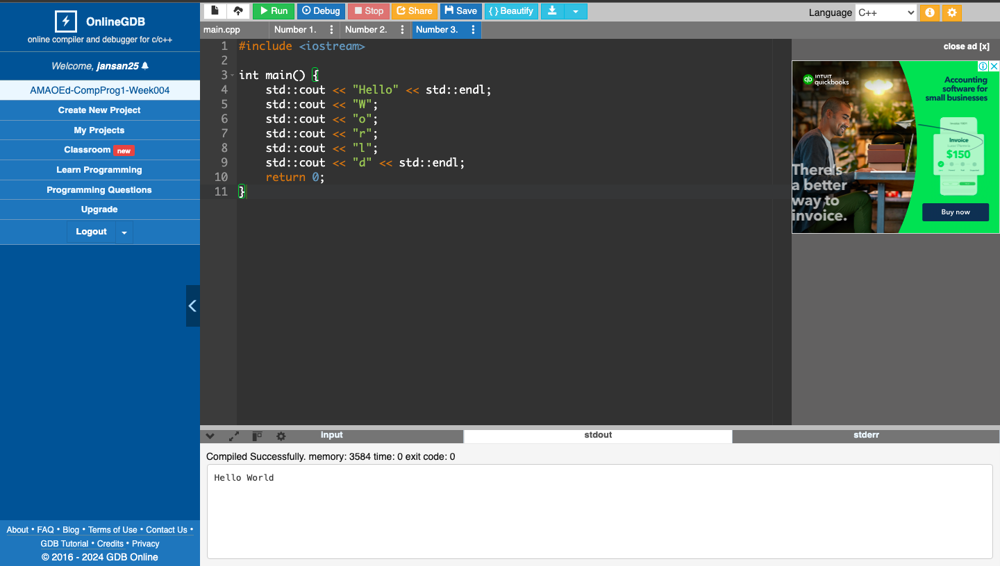 OnlineGDB
online compiler and debugger for c/c++
Welcome, jansan25
AMAOEd-CompProg1-Week004
Create New Project
My Projects
Classroom new
Learn Programming
Programming Questions
Upgrade
Logout
About • FAQ • Blog • Terms of Use • Contact Us •
GDB Tutorial • Credits • Privacy
© 2016 - 2024 GDB Online
Run Debug Stop Share Save { } Beautify
Language C++
main.cpp Number 1. Number 2. Number 3.
1 #include <iostream>
2
3 int main() {
4 std::cout << "Hello" << std::endl;
5 std::cout << "W";
6 std::cout << "o";
7 std::cout << "r";
8 std::cout << "l";
9 std::cout << "d" << std::endl;
10 return 0;
11 }
close ad [x]
INTUIT
quickbooks
Accounting
software for
small businesses
Invoice
$150
There's
a better
way to
invoice.
Buy now
input stdout stderr
Compiled Successfully. memory: 3584 time: 0 exit code: 0
Hello World